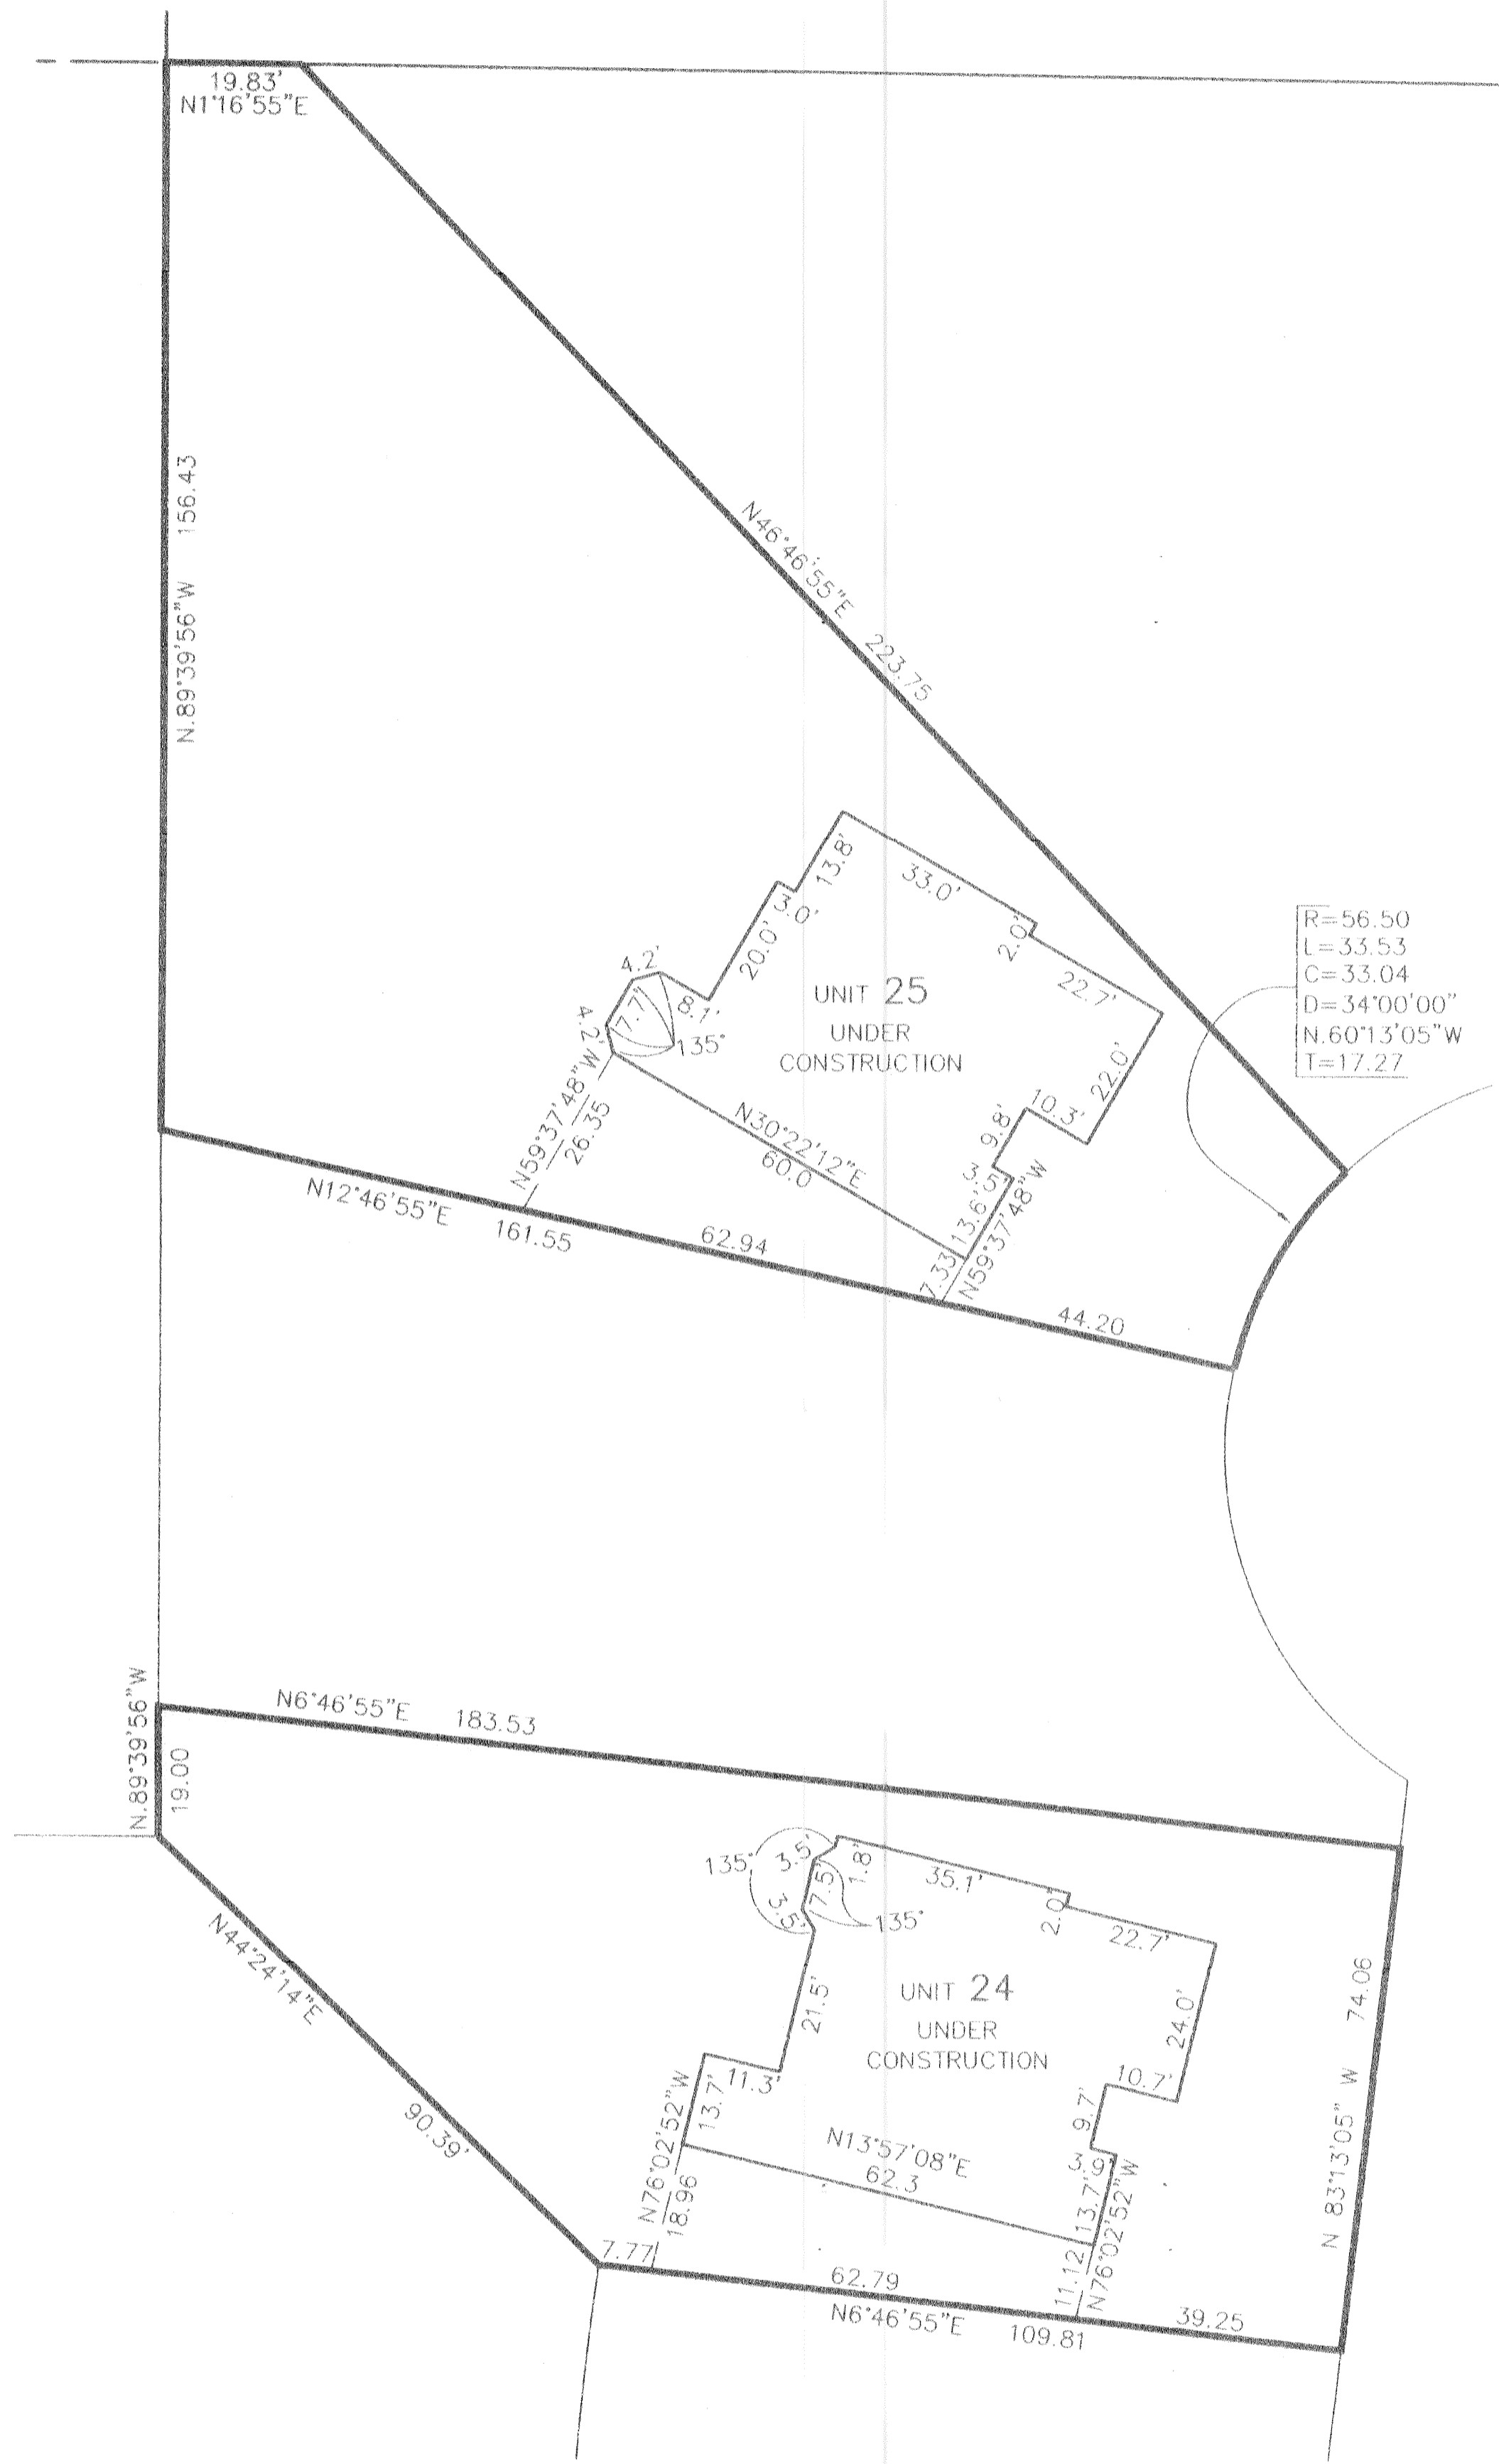 19.83'
N1°16'55"E
N.89°39'56"W 156.43
N46°46'55"E 223.75
13.8'
33.0'
3.0'
2.0'
20.0'
22.7'
4.2'
7.7'
8.1'
4.2'
135°
UNIT 25
UNDER
CONSTRUCTION
22.0'
10.3'
9.8'
3.5'
13.6'
N59°37'48"W
26.35
N30°22'12"E
60.0
7.33
N59°37'48"W
R=56.50
L=33.53
C=33.04
D=34°00'00"
N.60°13'05"W
T=17.27
N12°46'55"E 161.55
62.94
44.20
N.89°39'56"W
19.00
N6°46'55"E 183.53
135°
3.5'
7.5'
1.8'
3.5'
135°
35.1'
2.0'
22.7'
21.5'
UNIT 24
UNDER
CONSTRUCTION
24.0'
10.7'
9.7'
3.9'
13.7'
11.3'
13.7'
N76°02'52"W
18.96
N13°57'08"E
62.3
11.12
N76°02'52"W
N 83°13'05" W 74.06
N44°24'14"E
90.39'
7.77
62.79
39.25
N6°46'55"E 109.81